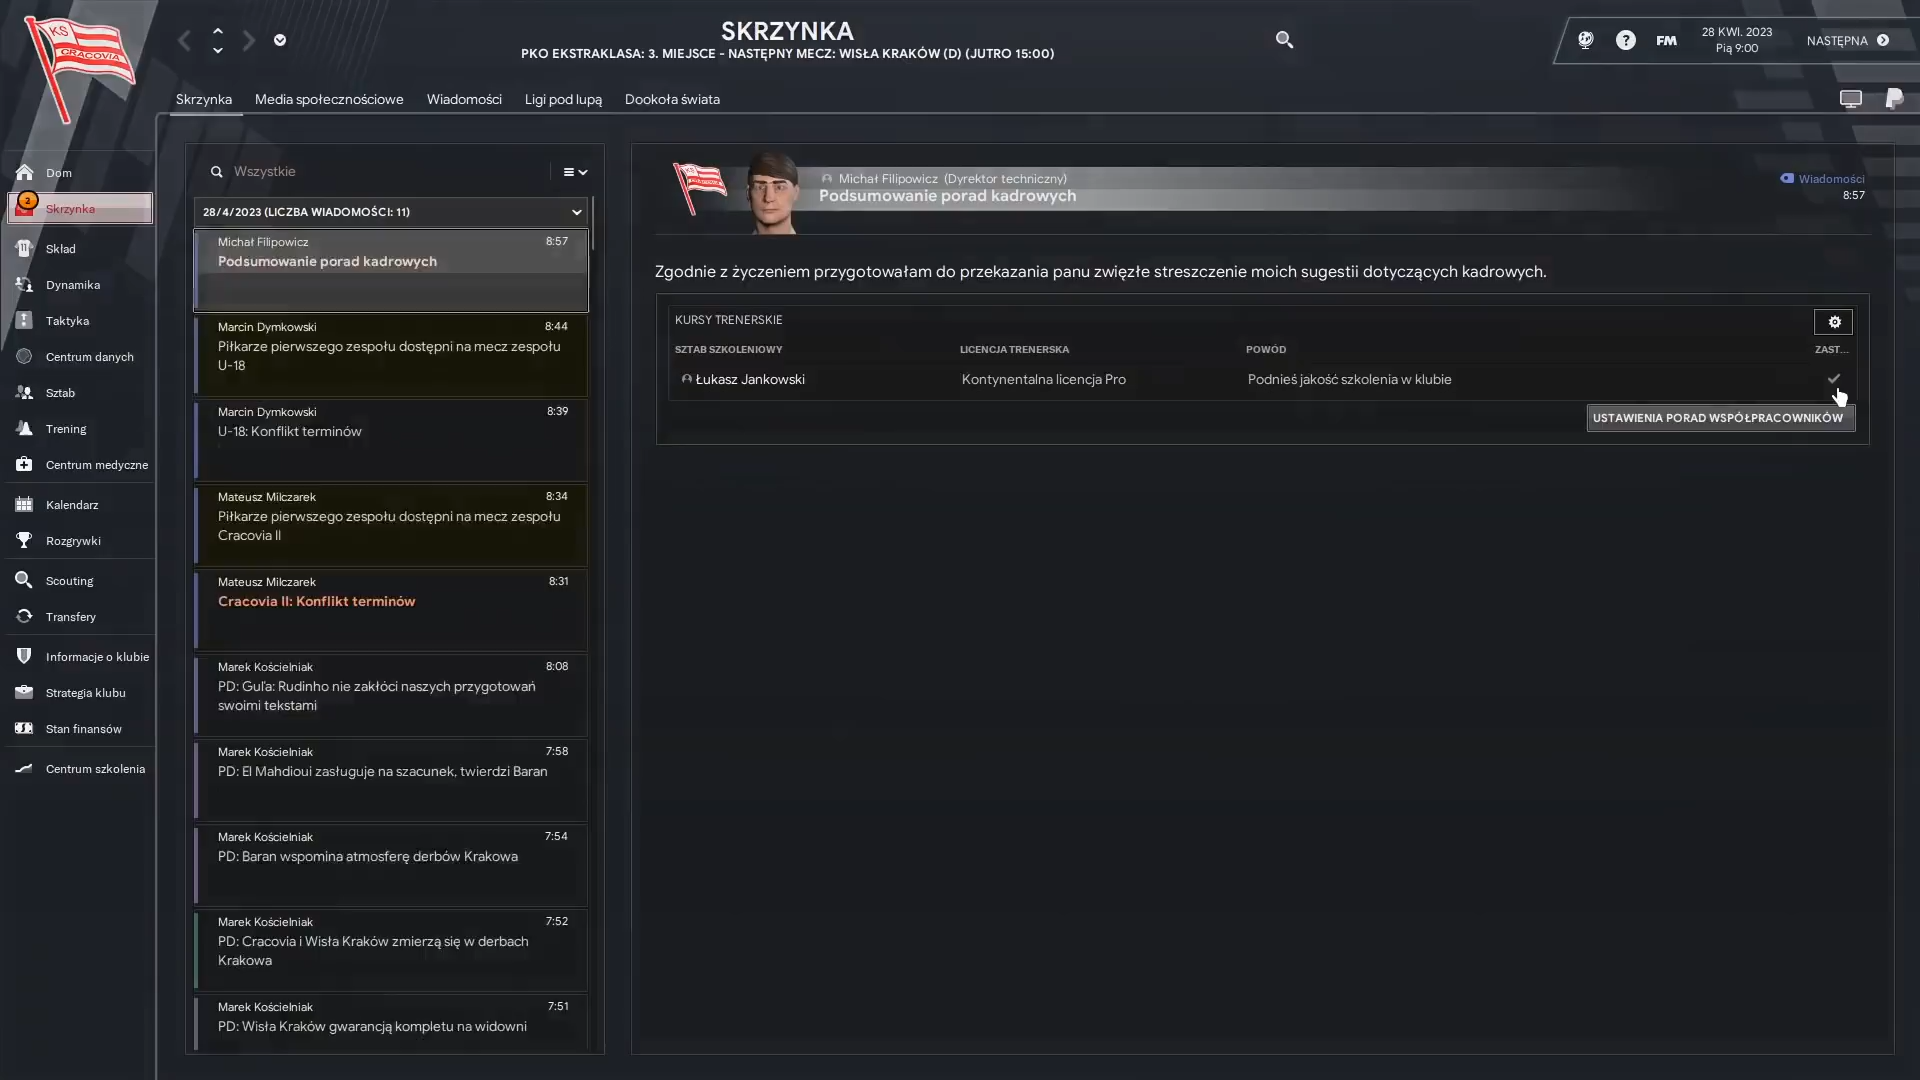 KS
CRACOVIA
SKRZYNKA
PKO EKSTRAKLASA: 3. MIEJSCE - NASTĘPNY MECZ: WISŁA KRAKÓW (D) (JUTRO 15:00)
FM
28 KWI. 2023
Pią 9:00
NASTĘPNA
Skrzynka
Media społecznościowe
Wiadomości
Ligi pod lupą
Dookoła świata
Dom
2
Skrzynka
Skład
Dynamika
Taktyka
Centrum danych
Sztab
Trening
Centrum medyczne
Kalendarz
Rozgrywki
Scouting
Transfery
Informacje o klubie
Strategia klubu
Stan finansów
Centrum szkolenia
Wszystkie
28/4/2023 (LICZBA WIADOMOŚCI: 11)
Michał Filipowicz 8:57
Podsumowanie porad kadrowych
Marcin Dymkowski 8:44
Piłkarze pierwszego zespołu dostępni na mecz zespołu
U-18
Marcin Dymkowski 8:39
U-18: Konflikt terminów
Mateusz Milczarek 8:34
Piłkarze pierwszego zespołu dostępni na mecz zespołu
Cracovia II
Mateusz Milczarek 8:31
Cracovia II: Konflikt terminów
Marek Kościelniak 8:08
PD: Guľa: Rudinho nie zakłóci naszych przygotowań
swoimi tekstami
Marek Kościelniak 7:58
PD: El Mahdioui zasługuje na szacunek, twierdzi Baran
Marek Kościelniak 7:54
PD: Baran wspomina atmosferę derbów Krakowa
Marek Kościelniak 7:52
PD: Cracovia i Wisła Kraków zmierzą się w derbach
Krakowa
Marek Kościelniak 7:51
PD: Wisła Kraków gwarancją kompletu na widowni
Michał Filipowicz (Dyrektor techniczny)
Podsumowanie porad kadrowych
Wiadomości
8:57
Zgodnie z życzeniem przygotowałam do przekazania panu zwięzłe streszczenie moich sugestii dotyczących kadrowych.
KURSY TRENERSKIE
SZTAB SZKOLENIOWY LICENCJA TRENERSKA POWÓD ZAST...
Łukasz Jankowski Kontynentalna licencja Pro Podnieś jakość szkolenia w klubie
USTAWIENIA PORAD WSPÓŁPRACOWNIKÓW